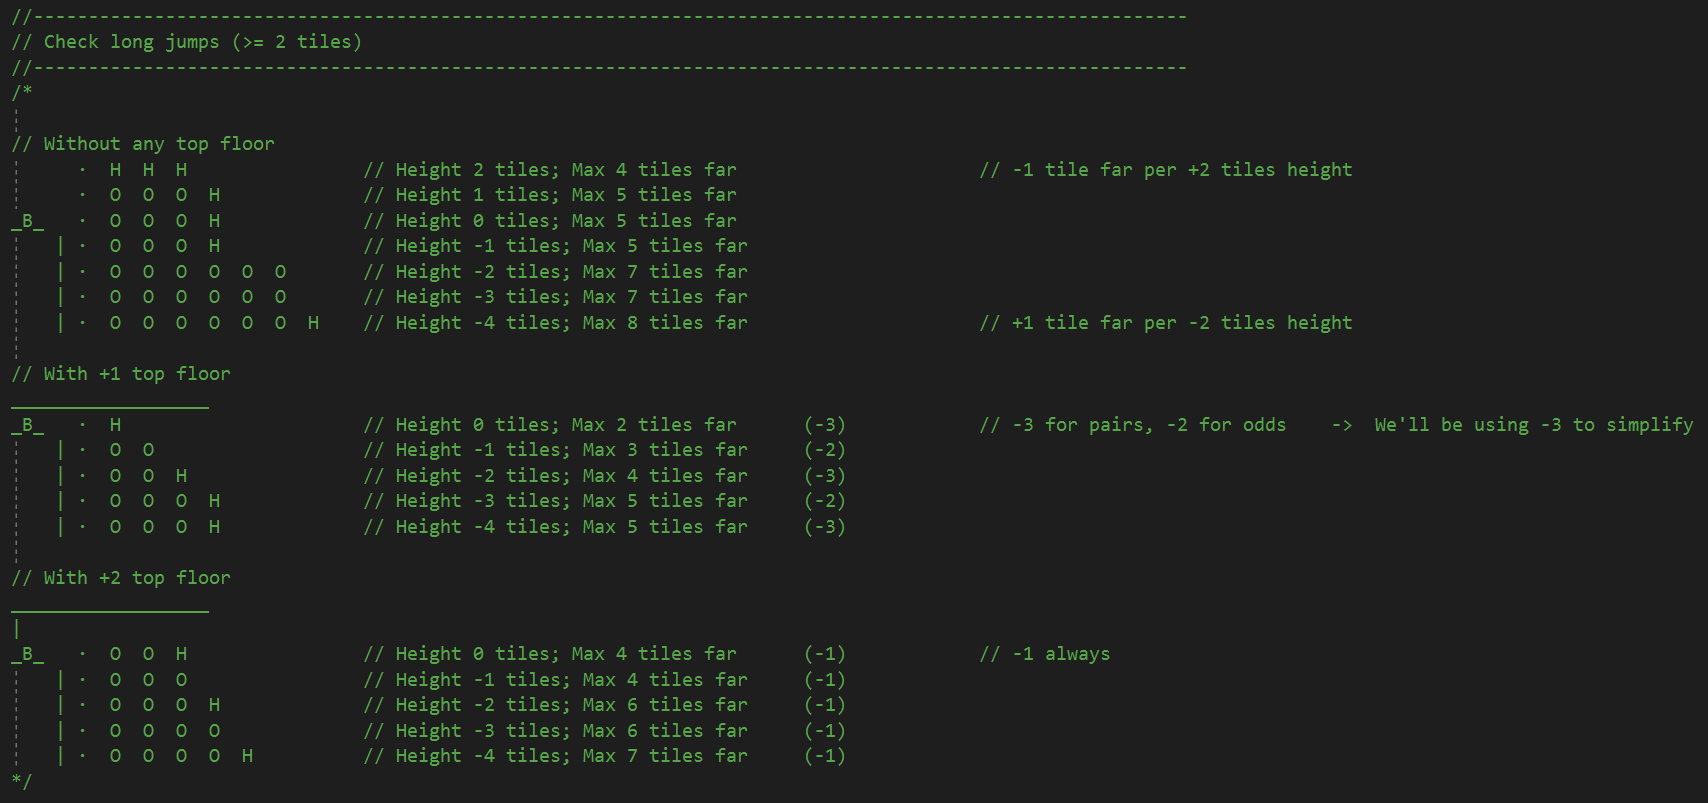 //---------------------------------------------------------------------------------------------------------
// Check long jumps (>= 2 tiles)
//---------------------------------------------------------------------------------------------------------
/*
// Without any top floor
      ·  H  H  H                // Height 2 tiles; Max 4 tiles far                      // -1 tile far per +2 tiles height
      ·  O  O  O  H             // Height 1 tiles; Max 5 tiles far
_B_   ·  O  O  O  H             // Height 0 tiles; Max 5 tiles far
    | ·  O  O  O  H             // Height -1 tiles; Max 5 tiles far
    | ·  O  O  O  O  O  O       // Height -2 tiles; Max 7 tiles far
    | ·  O  O  O  O  O  O       // Height -3 tiles; Max 7 tiles far
    | ·  O  O  O  O  O  O  H    // Height -4 tiles; Max 8 tiles far                     // +1 tile far per -2 tiles height
// With +1 top floor
__________________
_B_   ·  H                      // Height 0 tiles; Max 2 tiles far      (-3)            // -3 for pairs, -2 for odds    ->  We'll be using -3 to simplify
    | ·  O  O                   // Height -1 tiles; Max 3 tiles far     (-2)
    | ·  O  O  H                // Height -2 tiles; Max 4 tiles far     (-3)
    | ·  O  O  O  H             // Height -3 tiles; Max 5 tiles far     (-2)
    | ·  O  O  O  H             // Height -4 tiles; Max 5 tiles far     (-3)
// With +2 top floor
__________________
|
_B_   ·  O  O  H                // Height 0 tiles; Max 4 tiles far      (-1)            // -1 always
    | ·  O  O  O                // Height -1 tiles; Max 4 tiles far     (-1)
    | ·  O  O  O  H             // Height -2 tiles; Max 6 tiles far     (-1)
    | ·  O  O  O  O             // Height -3 tiles; Max 6 tiles far     (-1)
    | ·  O  O  O  O  H          // Height -4 tiles; Max 7 tiles far     (-1)
*/